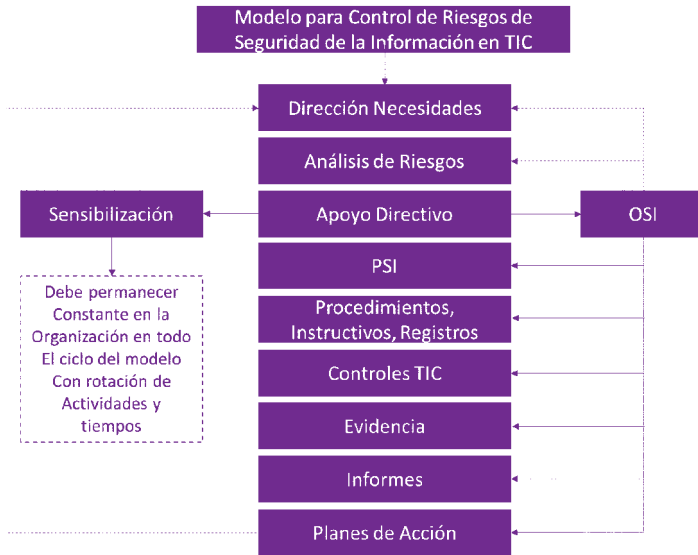 Modelo para Control de Riesgos de
Seguridad de la Información en TIC
Dirección Necesidades
Análisis de Riesgos
Sensibilización
Apoyo Directivo
OSI
PSI
Debe permanecer
Constante en la
Organización en todo
El ciclo del modelo
Con rotación de
Actividades y
tiempos
Procedimientos,
Instructivos, Registros
Controles TIC
Evidencia
Informes
Planes de Acción